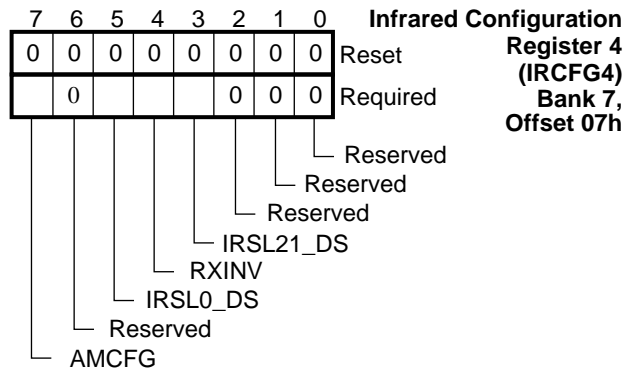 7 6 5 4 3 2 1 0 Infrared Configuration
0 0 0 0 0 0 0 0 Reset Register 4
(IRCFG4)
0 0 0 0 Required Bank 7,
Offset 07h
Reserved
Reserved
Reserved
IRSL21_DS
RXINV
IRSL0_DS
Reserved
AMCFG